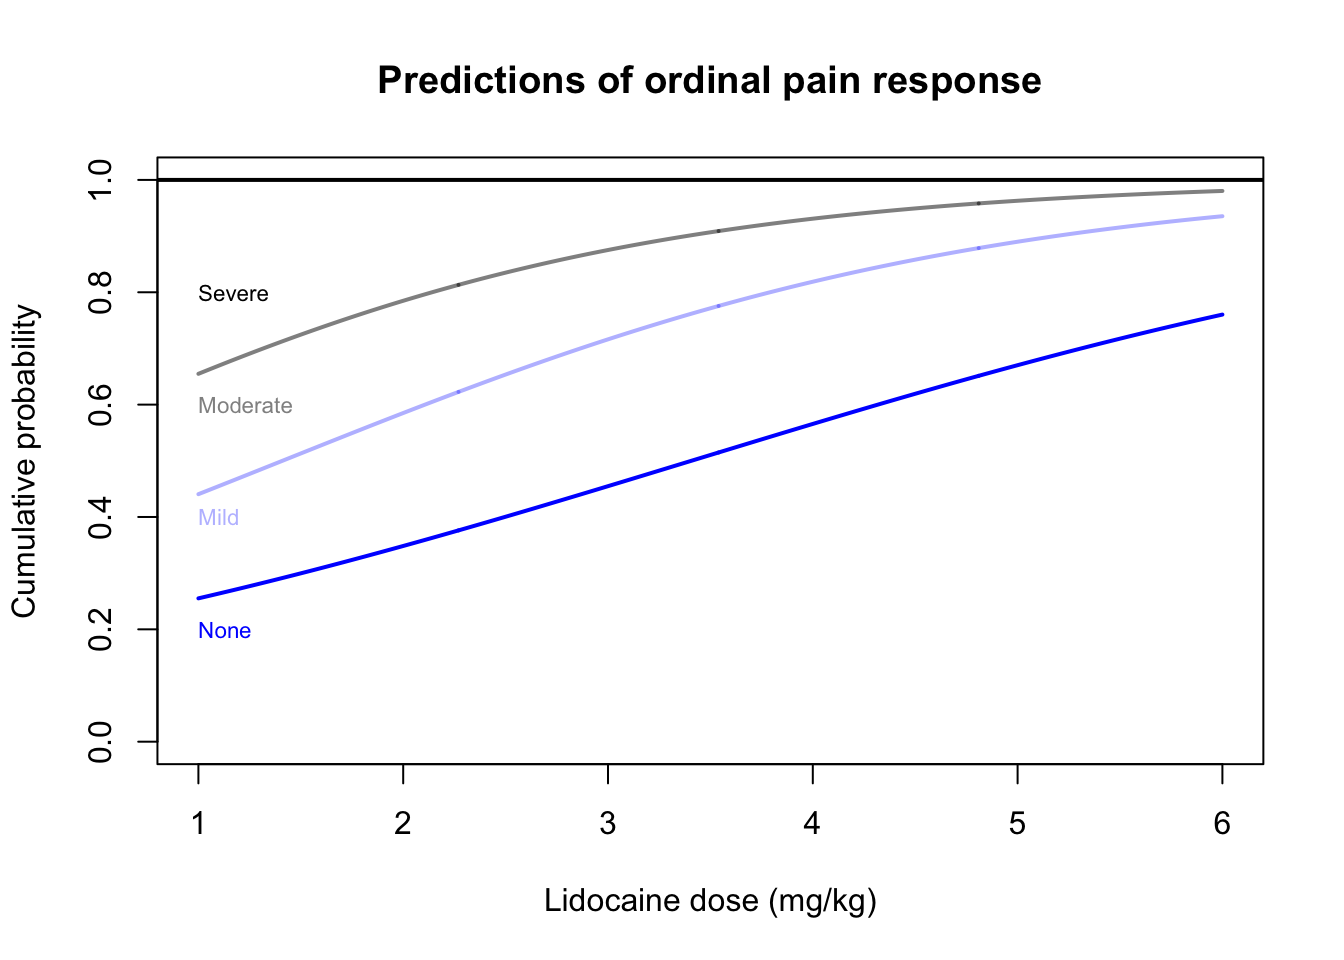 Predictions of ordinal pain response
Cumulative probability
1.0
0.8
0.6
0.4
0.2
0.0
Severe
Moderate
Mild
None
1 2 3 4 5 6
Lidocaine dose (mg/kg)